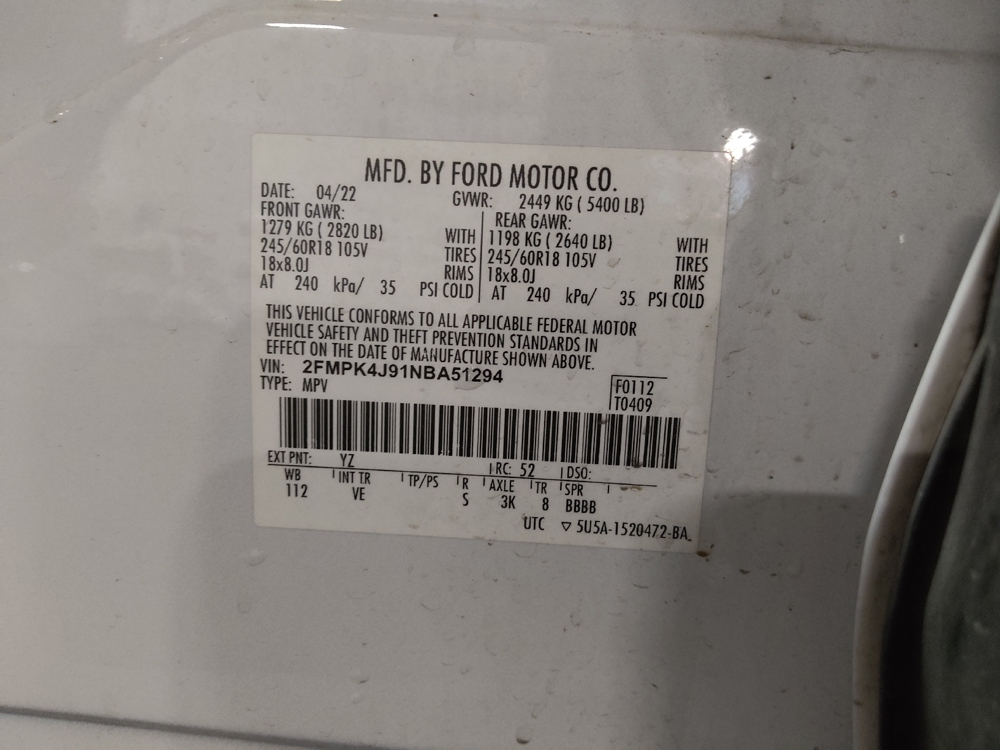 MFD. BY FORD MOTOR CO.
DATE: 04/22 GVWR: 2449 KG ( 5400 LB)
FRONT GAWR: REAR GAWR:
1279 KG ( 2820 LB) WITH 1198 KG ( 2640 LB) WITH
245/60R18 105V TIRES 245/60R18 105V TIRES
18x8.0J RIMS 18x8.0J RIMS
AT 240 kPa/ 35 PSI COLD AT 240 kPa/ 35 PSI COLD
THIS VEHICLE CONFORMS TO ALL APPLICABLE FEDERAL MOTOR
VEHICLE SAFETY AND THEFT PREVENTION STANDARDS IN
EFFECT ON THE DATE OF MANUFACTURE SHOWN ABOVE.
VIN: 2FMPK4J91NBA51294
TYPE: MPV
F0112
T0409
EXT PNT: YZ RC: 52 DSO:
WB INT TR TP/PS R AXLE TR SPR
112 VE S 3K 8 BBBB
UTC ▽ 5U5A-1520472-BA